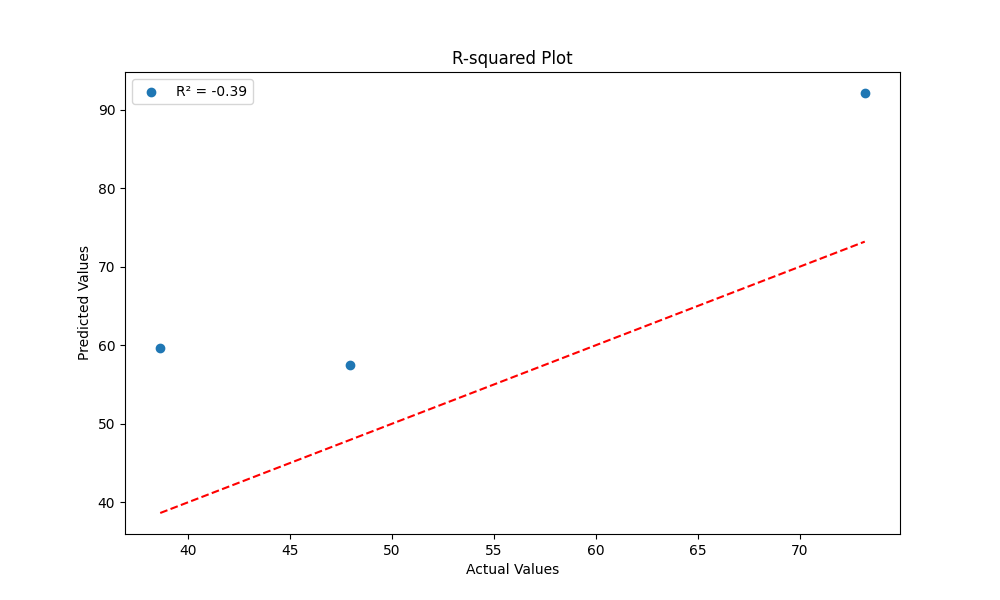 R-squared Plot
R² = -0.39
90
80
70
60
50
40
Predicted Values
40 45 50 55 60 65 70
Actual Values